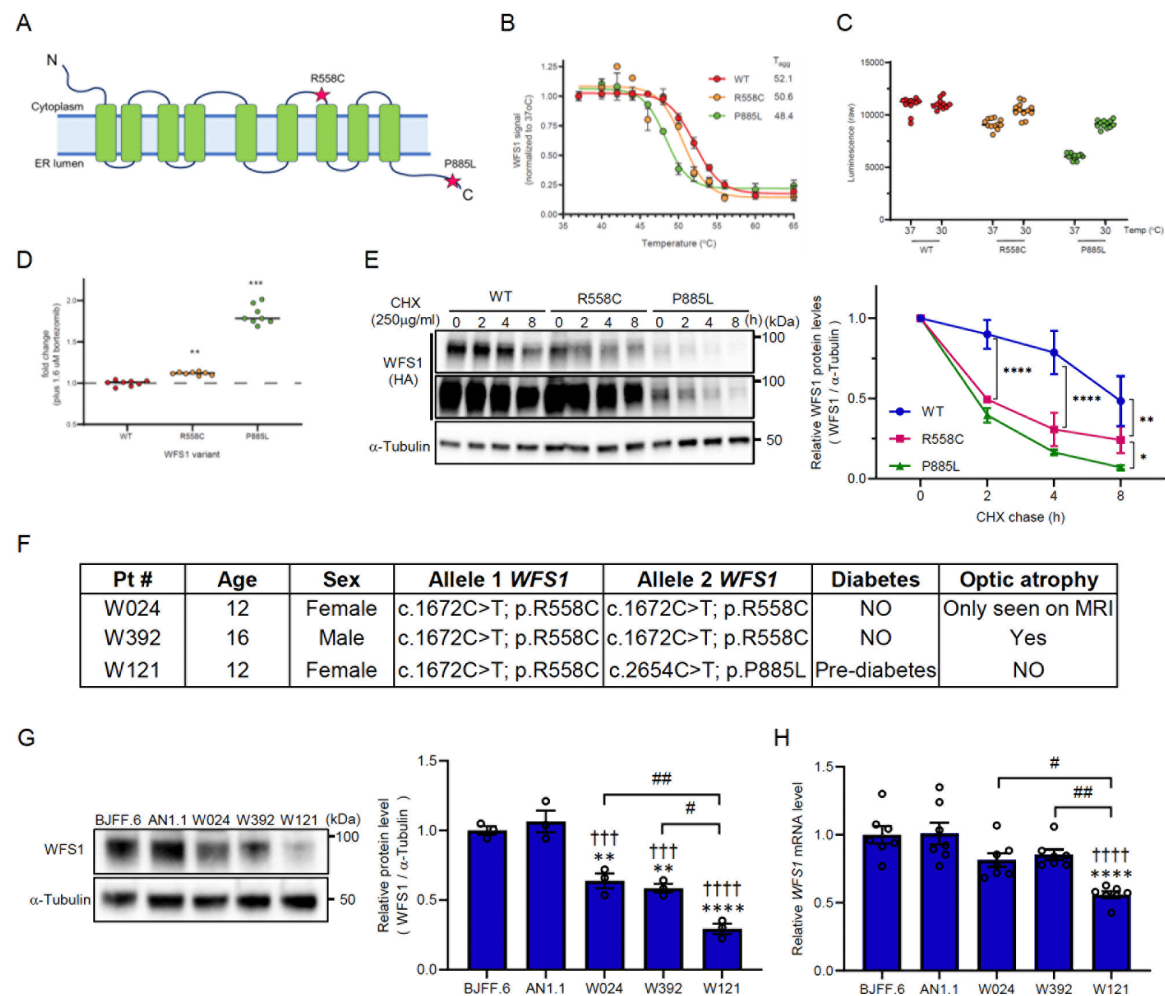 A
N
R558C
Cytoplasm
ER lumen
P885L
C
B
WFS1 signal
(normalized to 37oC)
1.25
1.00
0.75
0.50
0.25
0.00
35 40 45 50 55 60 65
Temperature (°C)
Tagg
WT 52.1
R558C 50.6
P885L 48.4
C
Luminescence (raw)
15000
10000
5000
0
37 30 37 30 37 30 Temp (°C)
WT R558C P885L
D
fold change
(plus 1.6 uM bortezomib)
2.0
1.5
1.0
0.5
** ***
WT R558C P885L
WFS1 variant
E
CHX
(250μg/ml)
WT R558C P885L
0 2 4 8 0 2 4 8 0 2 4 8 (h) (kDa)
WFS1
(HA)
100
100
α-Tubulin
50
Relative WFS1 protein levles
( WFS1 / α-Tubulin )
1.0
0.5
0.0
**** **** ** *
WT
R558C
P885L
0 2 4 8
CHX chase (h)
F
Pt # Age Sex Allele 1 WFS1 Allele 2 WFS1 Diabetes Optic atrophy
W024 12 Female c.1672C>T; p.R558C c.1672C>T; p.R558C NO Only seen on MRI
W392 16 Male c.1672C>T; p.R558C c.1672C>T; p.R558C NO Yes
W121 12 Female c.1672C>T; p.R558C c.2654C>T; p.P885L Pre-diabetes NO
G
BJFF.6 AN1.1 W024 W392 W121 (kDa)
WFS1
100
α-Tubulin
50
Relative protein level
( WFS1 / α-Tubulin )
1.5
1.0
0.5
0.0
##
#
††† ††† ††††
** ** ****
BJFF.6 AN1.1 W024 W392 W121
H
Relative WFS1 mRNA level
1.5
1.0
0.5
0.0
#
##
††††
****
BJFF.6 AN1.1 W024 W392 W121